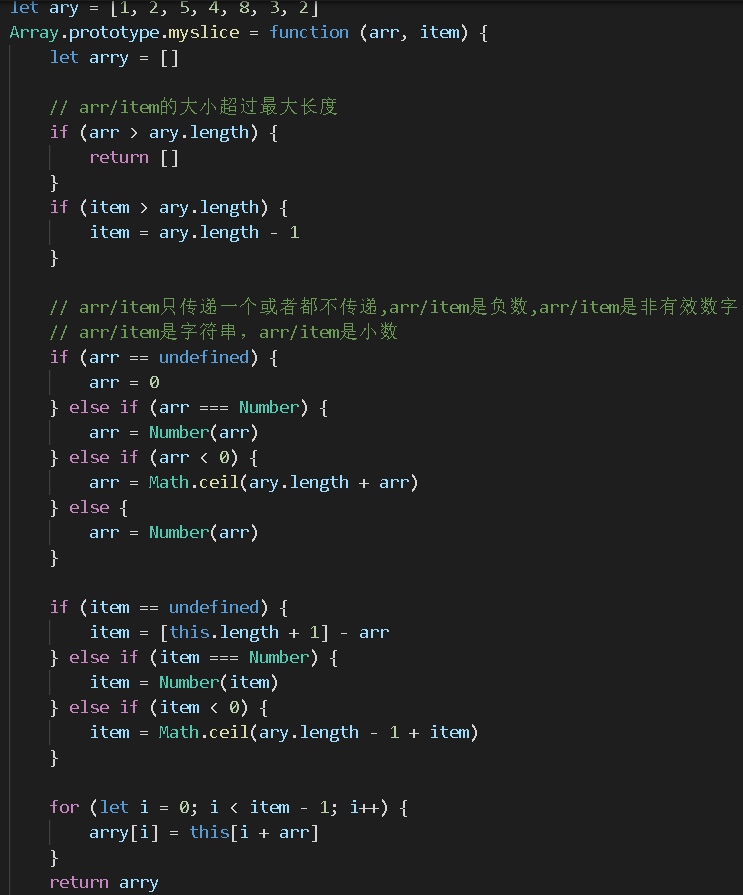 let ary = [1, 2, 5, 4, 8, 3, 2]
Array.prototype.myslice = function (arr, item) {
    let arry = []

    // arr/item的大小超过最大长度
    if (arr > ary.length) {
        return []
    }
    if (item > ary.length) {
        item = ary.length - 1
    }

    // arr/item只传递一个或者都不传递,arr/item是负数,arr/item是非有效数字
    // arr/item是字符串，arr/item是小数
    if (arr == undefined) {
        arr = 0
    } else if (arr === Number) {
        arr = Number(arr)
    } else if (arr < 0) {
        arr = Math.ceil(ary.length + arr)
    } else {
        arr = Number(arr)
    }

    if (item == undefined) {
        item = [this.length + 1] - arr
    } else if (item === Number) {
        item = Number(item)
    } else if (item < 0) {
        item = Math.ceil(ary.length - 1 + item)
    }

    for (let i = 0; i < item - 1; i++) {
        arry[i] = this[i + arr]
    }
    return arry